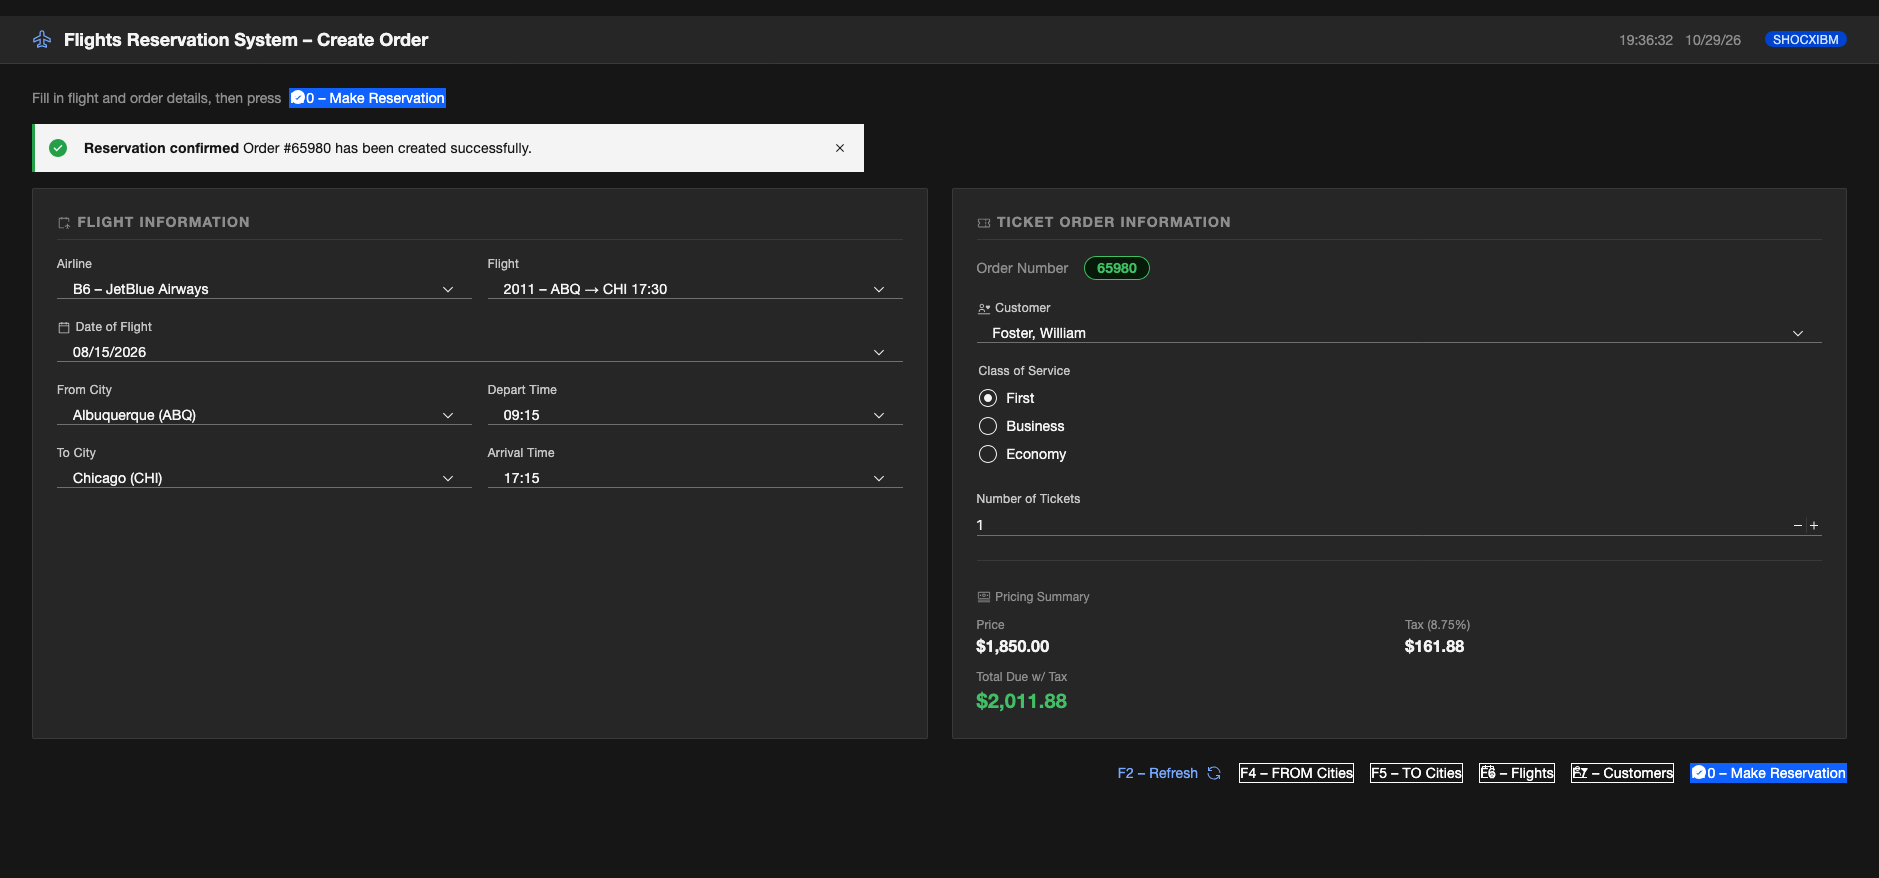 Flights Reservation System – Create Order
19:36:32 10/29/26 SHOCXIBM
Fill in flight and order details, then press 0 – Make Reservation
Reservation confirmed Order #65980 has been created successfully.
FLIGHT INFORMATION
Airline
B6 – JetBlue Airways
Flight
2011 – ABQ → CHI 17:30
Date of Flight
08/15/2026
From City
Albuquerque (ABQ)
Depart Time
09:15
To City
Chicago (CHI)
Arrival Time
17:15
TICKET ORDER INFORMATION
Order Number 65980
Customer
Foster, William
Class of Service
First
Business
Economy
Number of Tickets
1
Pricing Summary
Price
$1,850.00
Tax (8.75%)
$161.88
Total Due w/ Tax
$2,011.88
F2 – Refresh
F4 – FROM Cities
F5 – TO Cities
– Flights
– Customers
0 – Make Reservation